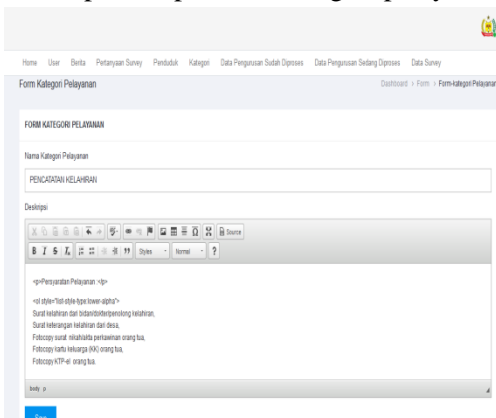 Home User Berita Pertanyaan Survey Penduduk Kategori Data Pengurusan Sudah Diproses Data Pengurusan Sedang Diproses Data Survey
Form Kategori Pelayanan
Dashboard > Form > Form-kategori Pelayanan
FORM KATEGORI PELAYANAN
Nama Kategori Pelayanan
PENCATATAN KELAHIRAN
Deskripsi
Source
B I S Styles Normal ?
<p>Persyaratan Pelayanan :</p>
<ol style="list-style-type:lower-alpha">
Surat kelahiran dari bidan/dokter/penolong kelahiran,
Surat keterangan kelahiran dari desa,
Fotocopy surat nikah/akta perkawinan orang tua,
Fotocopy kartu keluarga (KK) orang tua,
Fotocopy KTP-el orang tua.
body p